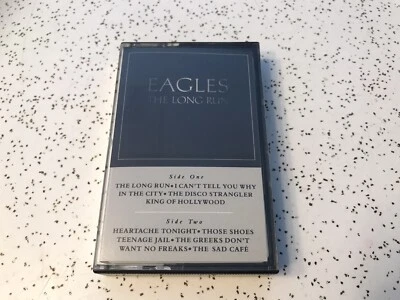 EAGLES
THE LONG RUN
Side One
THE LONG RUN • I CAN'T TELL YOU WHY
IN THE CITY • THE DISCO STRANGLER
KING OF HOLLYWOOD
Side Two
HEARTACHE TONIGHT • THOSE SHOES
TEENAGE JAIL • THE GREEKS DON'T
WANT NO FREAKS • THE SAD CAFÉ